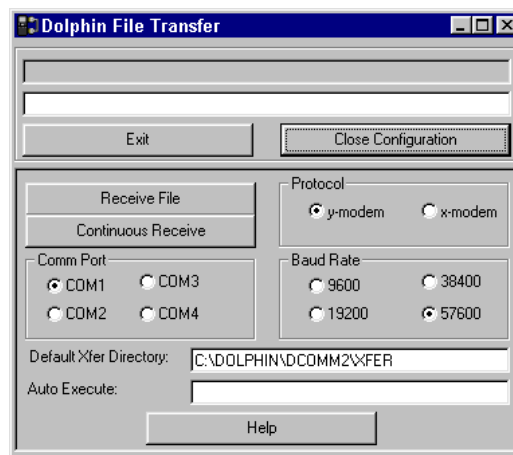 Dolphin File Transfer
Exit
Close Configuration
Receive File
Continuous Receive
Protocol
y-modem
x-modem
Comm Port
COM1
COM3
COM2
COM4
Baud Rate
9600
38400
19200
57600
Default Xfer Directory:
C:\DOLPHIN\DCOMM2\XFER
Auto Execute:
Help